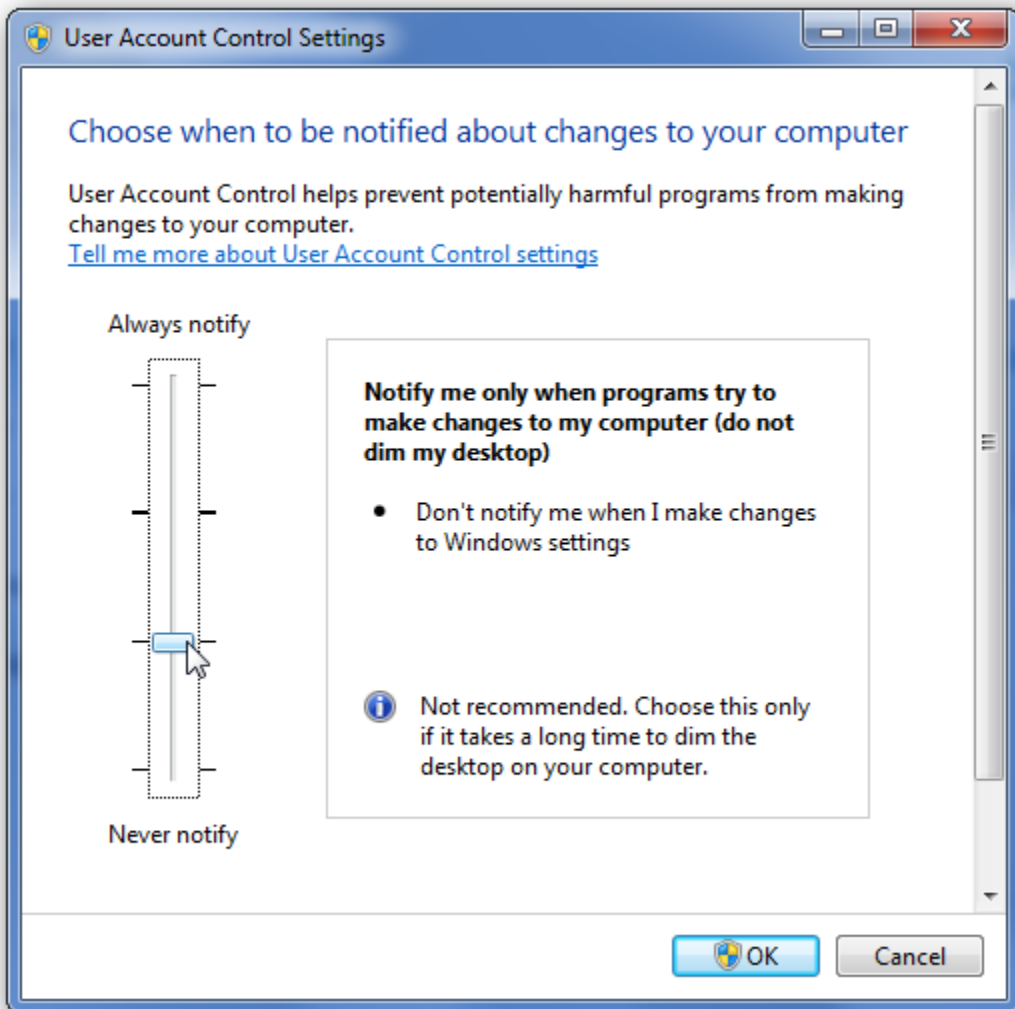 User Account Control Settings
Choose when to be notified about changes to your computer
User Account Control helps prevent potentially harmful programs from making
changes to your computer.
Tell me more about User Account Control settings
Always notify
Notify me only when programs try to
make changes to my computer (do not
dim my desktop)
• Don't notify me when I make changes
to Windows settings
Not recommended. Choose this only
if it takes a long time to dim the
desktop on your computer.
Never notify
OK
Cancel